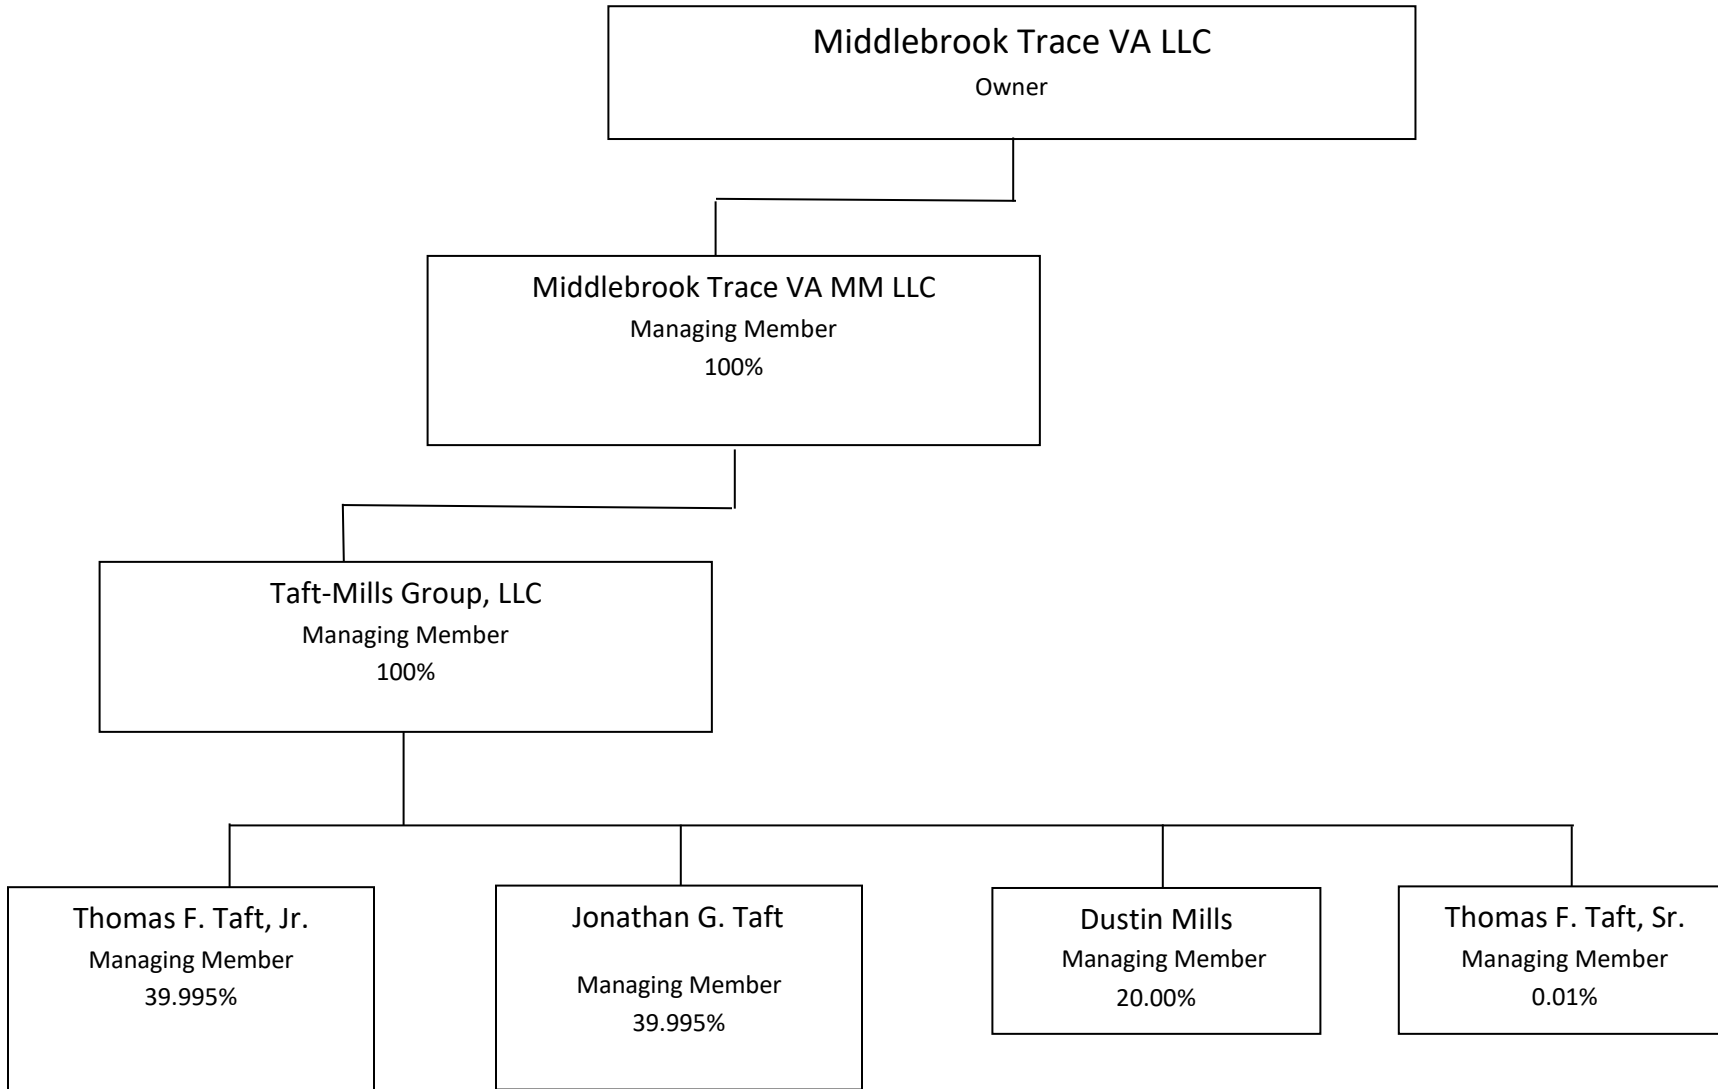 Middlebrook Trace VA LLC
Owner
Middlebrook Trace VA MM LLC
Managing Member
100%
Taft-Mills Group, LLC
Managing Member
100%
Thomas F. Taft, Jr.
Managing Member
39.995%
Jonathan G. Taft
Managing Member
39.995%
Dustin Mills
Managing Member
20.00%
Thomas F. Taft, Sr.
Managing Member
0.01%